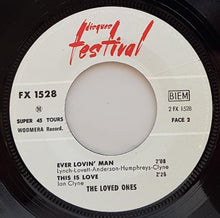 disques
festival
FX 1528
BIEM
SUPER 45 TOURS
WOOMERA Record.
2 FX 1528
FACE 2
EVER LOVIN' MAN 2'08
Lynch-Lovett-Anderson-Humphreys-Clyne
THIS IS LOVE 2'26
Ian Clyne
THE LOVED ONES